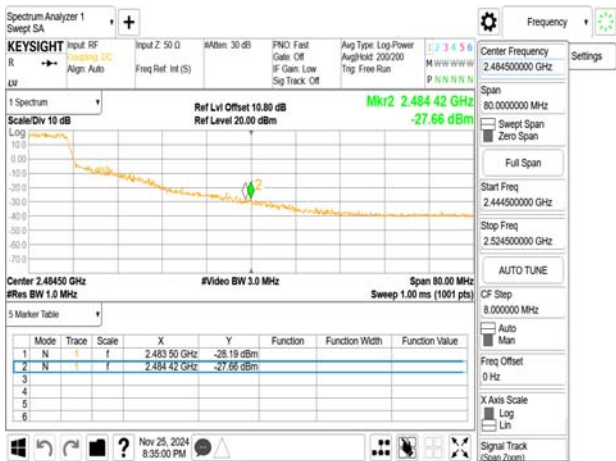 Spectrum Analyzer 1
Swept SA
Frequency
KEYSIGHT
Input: RF
Coupling: DC
Align: Auto
Input Z: 50 Ω
Freq Ref: Int (S)
#Atten: 30 dB
PNO: Fast
Gate: Off
IF Gain: Low
Sig Track: Off
Avg Type: Log-Power
Avg|Hold: 200/200
Trig: Free Run
1 2 3 4 5 6
M W W W W W
P N N N N N
R
Center Frequency
2.484500000 GHz
Settings
Span
80.0000000 MHz
Swept Span
Zero Span
Full Span
Start Freq
2.444500000 GHz
Stop Freq
2.524500000 GHz
AUTO TUNE
CF Step
8.000000 MHz
Auto
Man
Freq Offset
0 Hz
X Axis Scale
Log
Lin
Signal Track
(Span Zoom)
1 Spectrum
Scale/Div 10 dB
Ref Lvl Offset 10.80 dB
Ref Level 20.00 dBm
Mkr2 2.484 42 GHz
-27.66 dBm
Log
10.0
0.00
-10.0
-20.0
-30.0
-40.0
-50.0
-60.0
-70.0
2
Center 2.48450 GHz
#Res BW 1.0 MHz
#Video BW 3.0 MHz
Span 80.00 MHz
Sweep 1.00 ms (1001 pts)
5 Marker Table
Mode Trace Scale X Y Function Function Width Function Value
1 N 1 f 2.483 50 GHz -28.19 dBm
2 N 1 f 2.484 42 GHz -27.66 dBm
3
4
5
6
?
Nov 25, 2024
8:35:00 PM